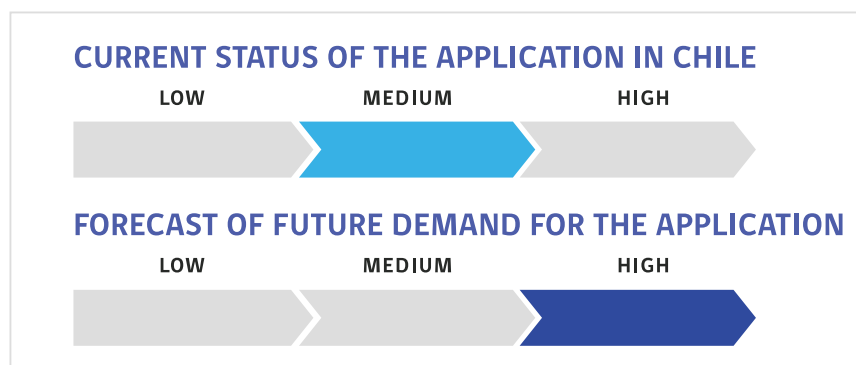 CURRENT STATUS OF THE APPLICATION IN CHILE
LOW MEDIUM HIGH
FORECAST OF FUTURE DEMAND FOR THE APPLICATION
LOW MEDIUM HIGH